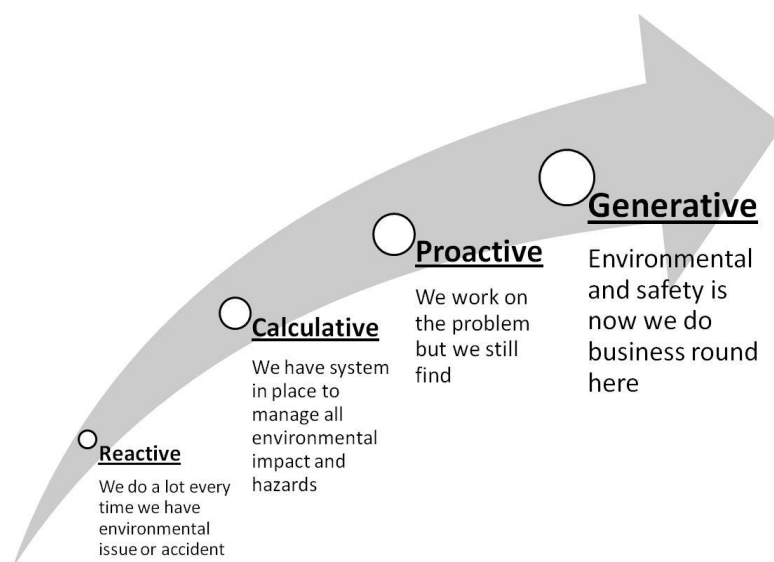 Reactive
We do a lot every
time we have
environmental
issue or accident
Calculative
We have system
in place to
manage all
environmental
impact and
hazards
Proactive
We work on
the problem
but we still
find
Generative
Environmental
and safety is
now we do
business round
here